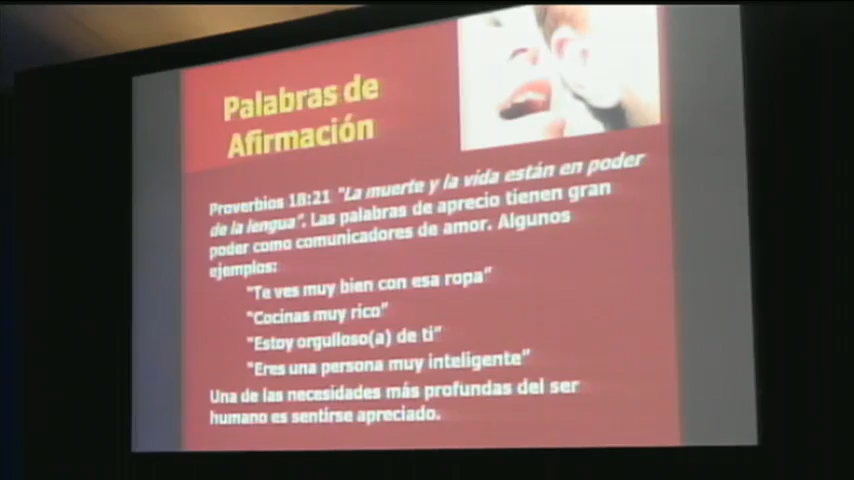 Palabras de
Afirmación
Proverbios 18:21 "La muerte y la vida están en poder
de la lengua". Las palabras de aprecio tienen gran
poder como comunicadores de amor. Algunos
ejemplos:
"Te ves muy bien con esa ropa"
"Cocinas muy rico"
"Estoy orgulloso(a) de ti"
"Eres una persona muy inteligente"
Una de las necesidades más profundas del ser
humano es sentirse apreciado.